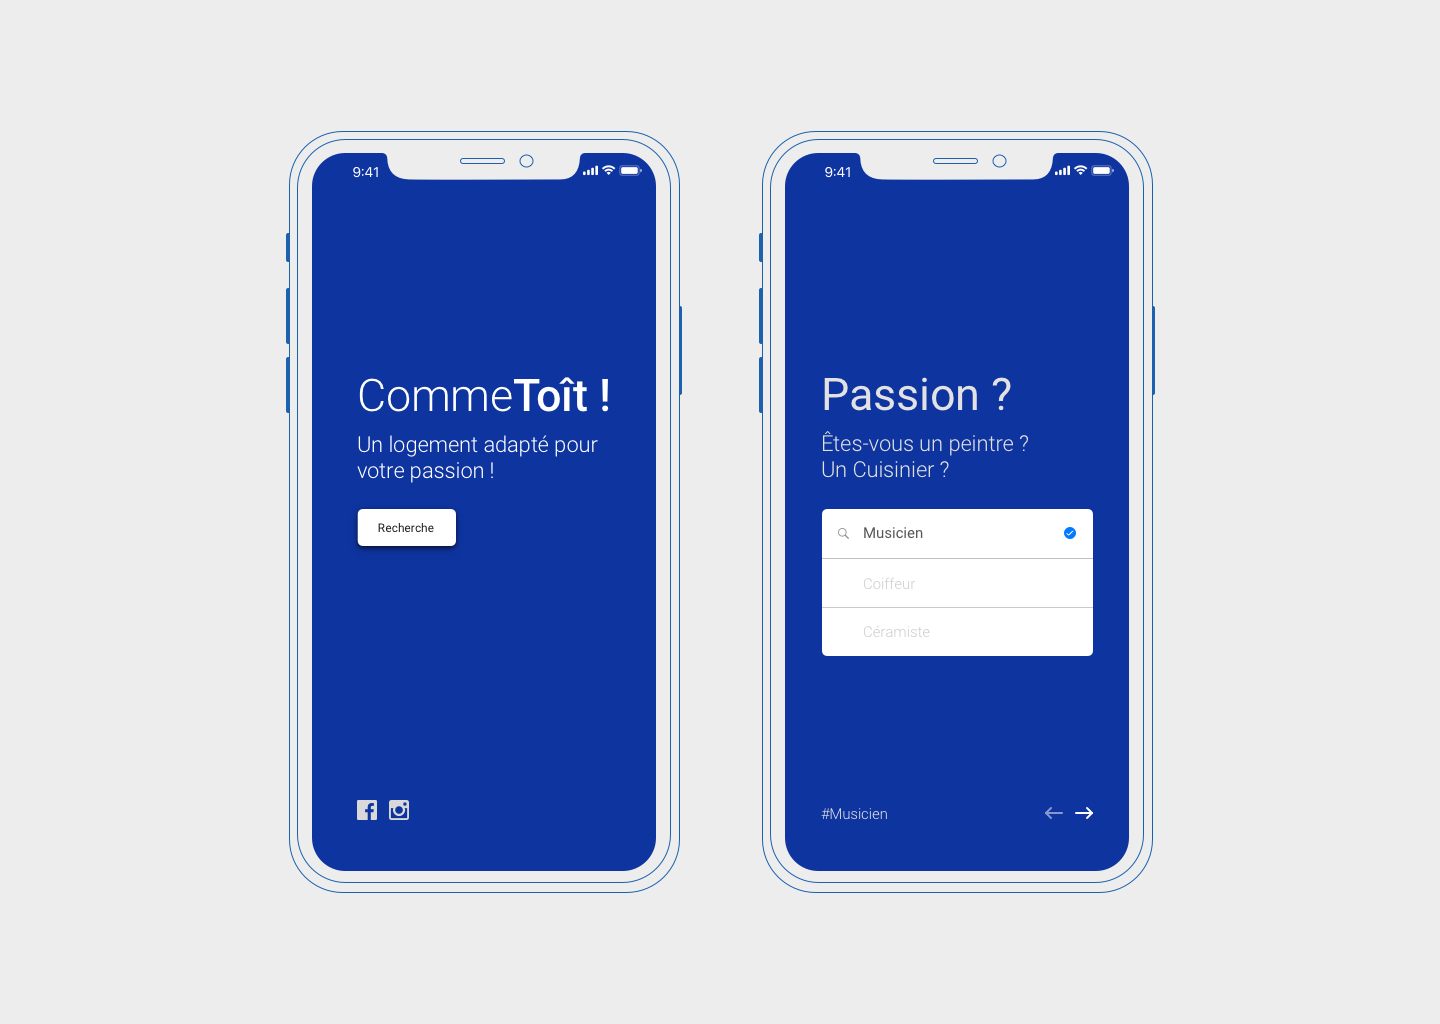 9:41
CommeToît !
Un logement adapté pour
votre passion !
Recherche
9:41
Passion ?
Êtes-vous un peintre ?
Un Cuisinier ?
Musicien
Coiffeur
Céramiste
#Musicien